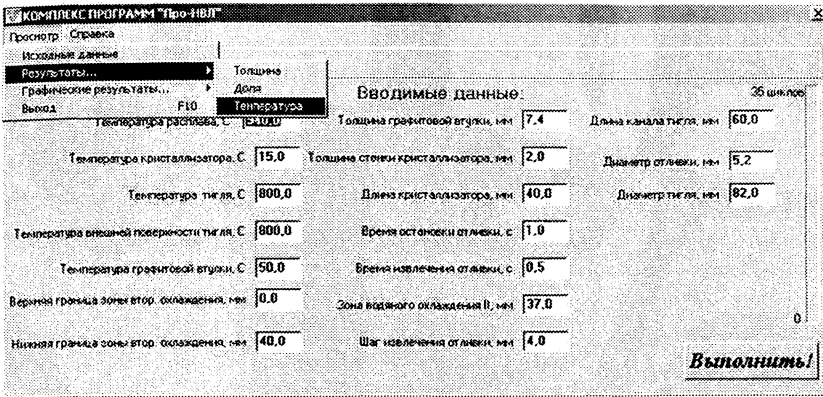 КОМПЛЕКС ПРОГРАММ "Про-НВЛ" x
Просмотр Справка
Исходные данные
Результаты...
Графические результаты...
Выход F10
Толщина
Доля
Температура
Вводимые данные:
35 циклов
Температура расплава, С
Толщина графитовой втулки, мм 7,4
Длина канала тигля, мм 60,0
Температура кристаллизатора, С 15,0
Толщина стенки кристаллизатора, мм 2,0
Диаметр отливки, мм 5,2
Температура тигля, С 800,0
Длина кристаллизатора, мм 40,0
Диаметр тигля, мм 82,0
Температура внешней поверхности тигля, С 800,0
Время остановки отливки, с 1,0
Температура графитовой втулки, С 50,0
Время извлечения отливки, с 0,5
Верхняя граница зоны втор. охлаждения, мм 0,0
Зона водяного охлаждения II, мм 37,0
0
Нижняя граница зоны втор. охлаждения, мм 40,0
Шаг извлечения отливки, мм 4,0
Выполнить!